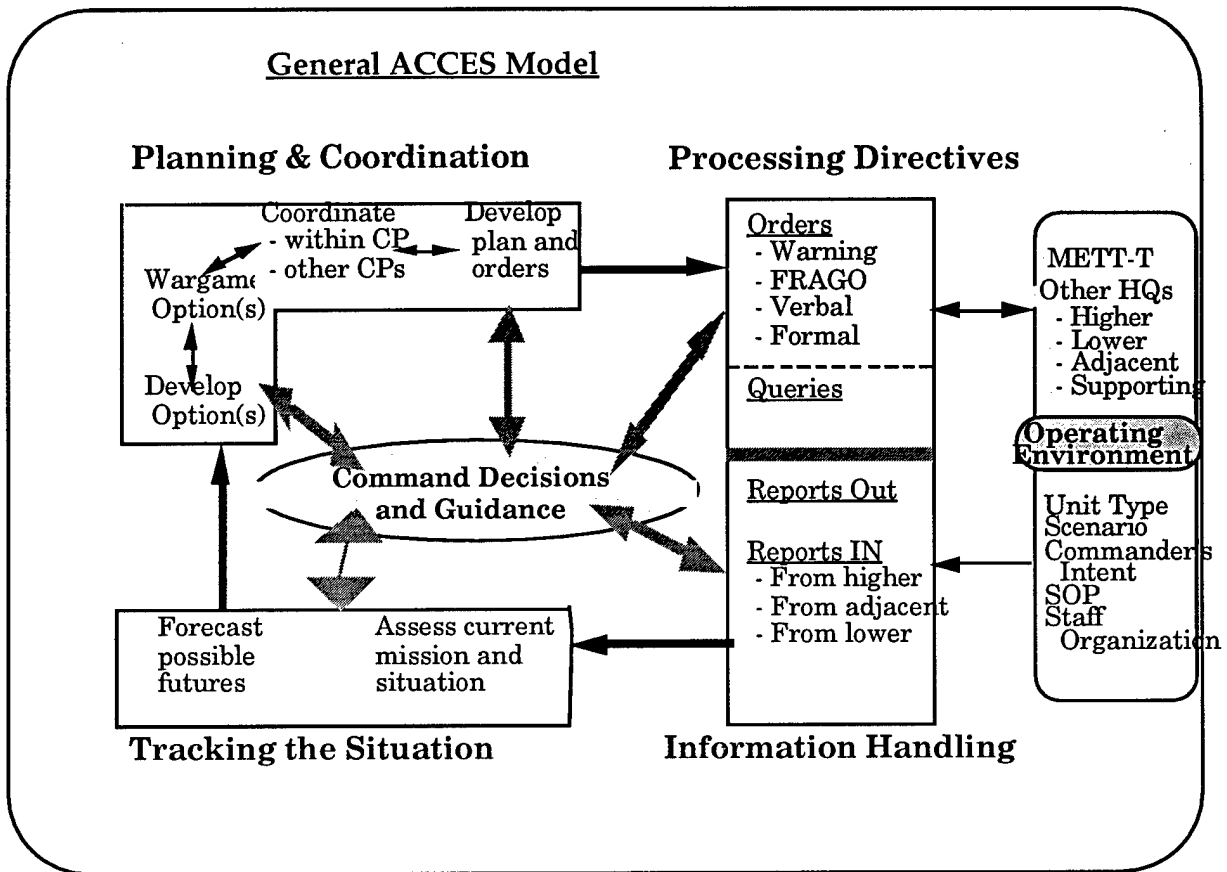 General ACCES Model
Planning & Coordination
Processing Directives
Coordinate
- within CP
- other CPs
Develop
plan and
orders
Wargame
Option(s)
Develop
Option(s)
Orders
- Warning
- FRAGO
- Verbal
- Formal
Queries
METT-T
Other HQs
- Higher
- Lower
- Adjacent
- Supporting
Operating
Environment
Command Decisions
and Guidance
Reports Out
Reports IN
- From higher
- From adjacent
- From lower
Unit Type
Scenario
Commander's
Intent
SOP
Staff
Organization
Forecast
possible
futures
Assess current
mission and
situation
Tracking the Situation
Information Handling